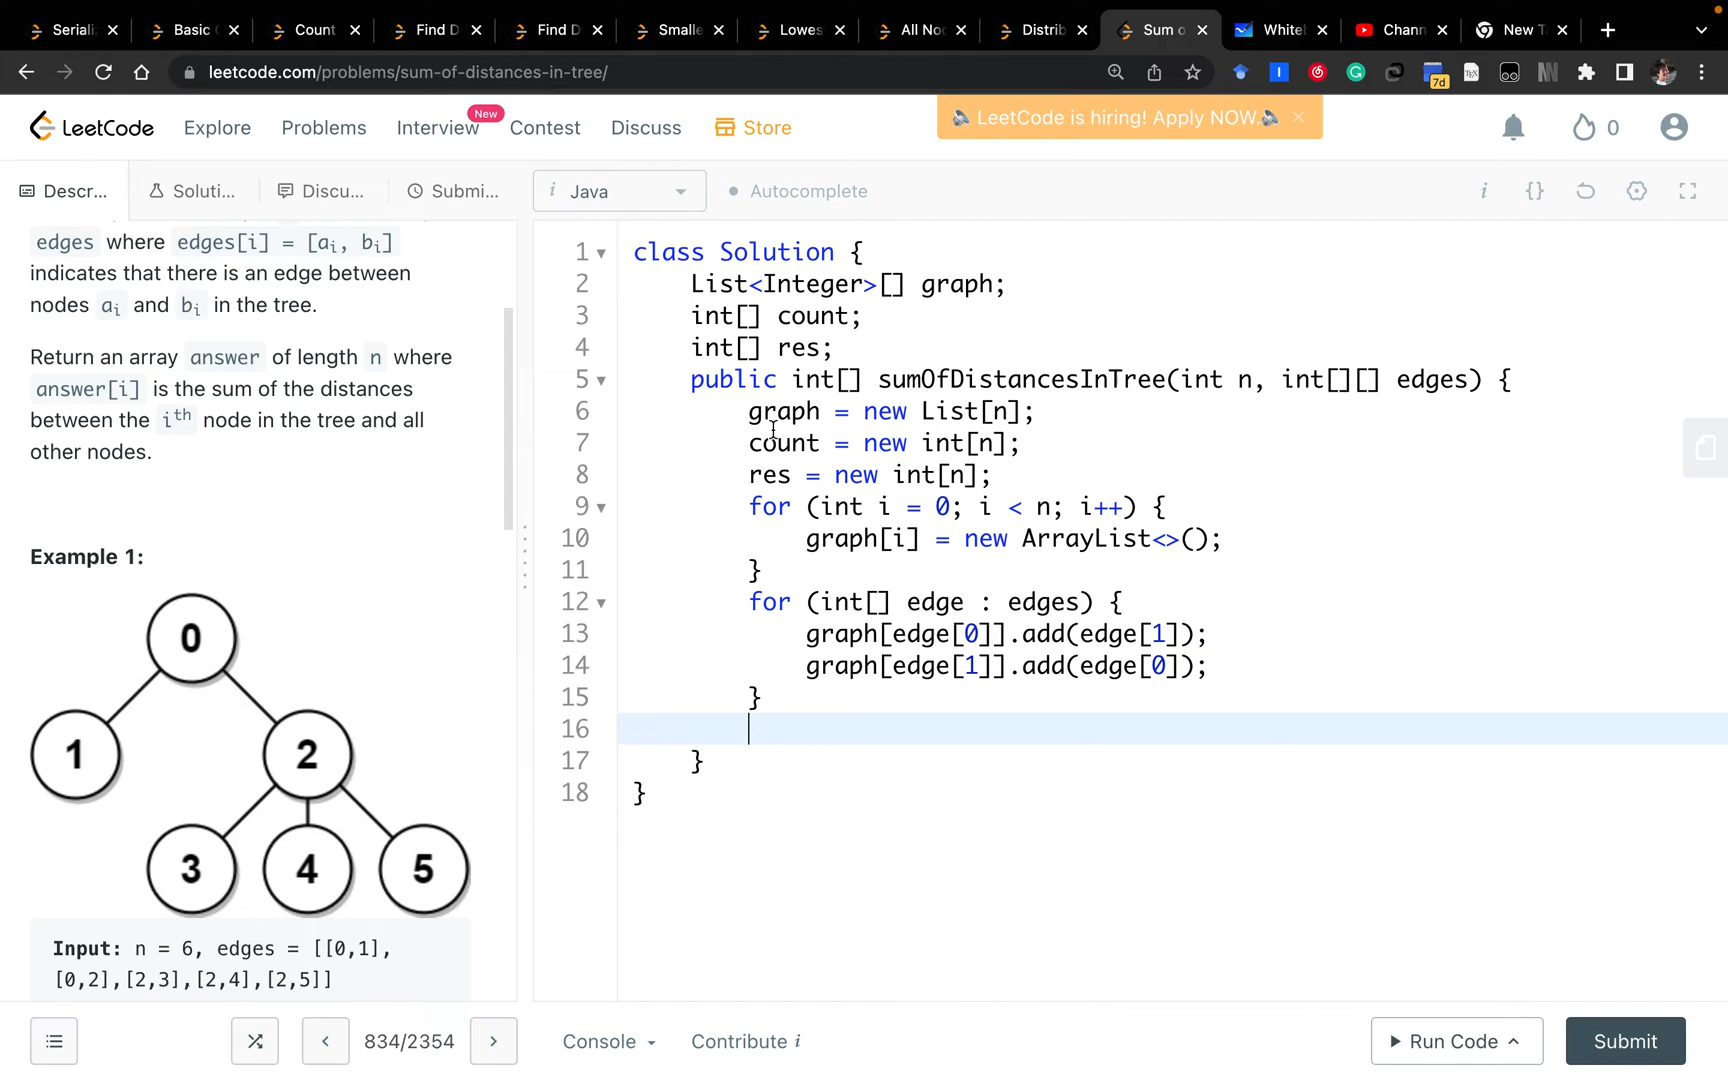 Seriali
Basic
Count
Find D
Find D
Smalle
Lowes
All No
Distrib
Sum o
Whiteb
Chann
New T
leetcode.com/problems/sum-of-distances-in-tree/
7d
LeetCode
Explore
Problems
Interview
New
Contest
Discuss
Store
LeetCode is hiring! Apply NOW.
0
Descr...
Soluti...
Discu...
Submi...
i Java
Autocomplete
i {}
edges where edges[i] = [ai, bi]
indicates that there is an edge between
nodes ai and bi in the tree.
Return an array answer of length n where
answer[i] is the sum of the distances
between the ith node in the tree and all
other nodes.
Example 1:
0
1 2
3 4 5
Input: n = 6, edges = [[0,1],
[0,2],[2,3],[2,4],[2,5]]
1 class Solution {
2 List<Integer>[] graph;
3 int[] count;
4 int[] res;
5 public int[] sumOfDistancesInTree(int n, int[][] edges) {
6 graph = new List[n];
7 count = new int[n];
8 res = new int[n];
9 for (int i = 0; i < n; i++) {
10 graph[i] = new ArrayList<>();
11 }
12 for (int[] edge : edges) {
13 graph[edge[0]].add(edge[1]);
14 graph[edge[1]].add(edge[0]);
15 }
16
17 }
18 }
834/2354
Console
Contribute i
Run Code
Submit